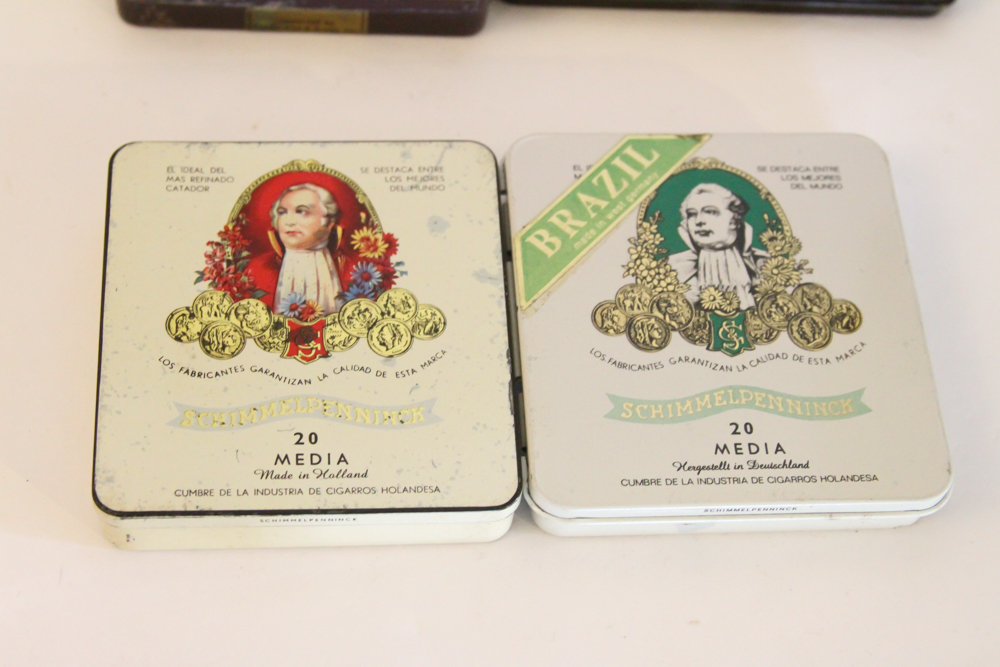 EL IDEAL DEL
MAS REFINADO
CATADOR
SE DESTACA ENTRE
LOS MEJORES
DEL MUNDO
LOS FABRICANTES GARANTIZAN LA CALIDAD DE ESTA MARCA
SCHIMMELPENNINCK
20
MEDIA
Made in Holland
CUMBRE DE LA INDUSTRIA DE CIGARROS HOLANDESA
SCHIMMELPENNINCK
BRAZIL
made in west germany
EL
SE DESTACA ENTRE
LOS MEJORES
DEL MUNDO
LOS FABRICANTES GARANTIZAN LA CALIDAD DE ESTA MARCA
SCHIMMELPENNINCK
20
MEDIA
Hergestellt in Deutschland
CUMBRE DE LA INDUSTRIA DE CIGARROS HOLANDESA
SCHIMMELPENNINCK